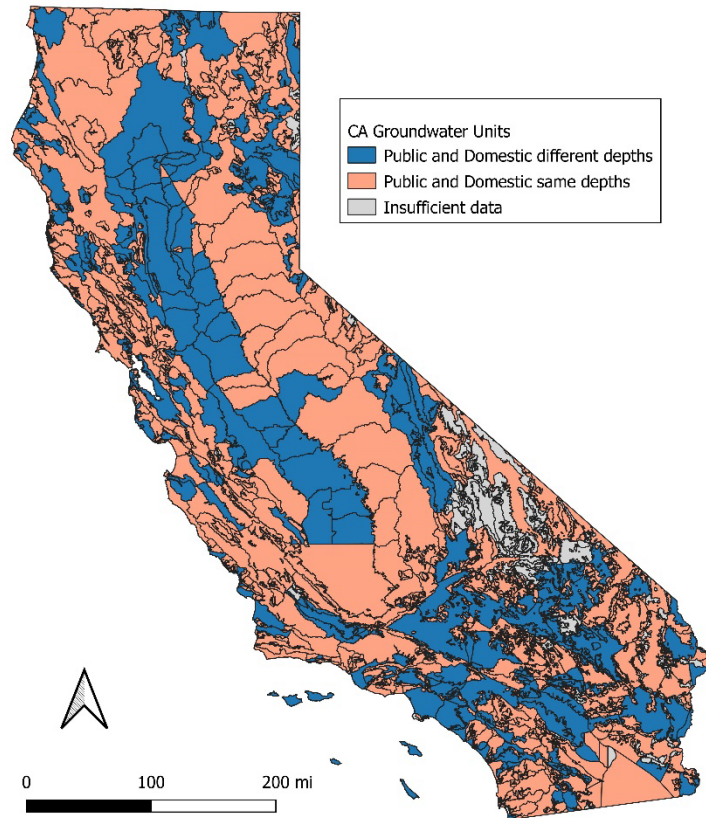 CA Groundwater Units
Public and Domestic different depths
Public and Domestic same depths
Insufficient data
0 100 200 mi